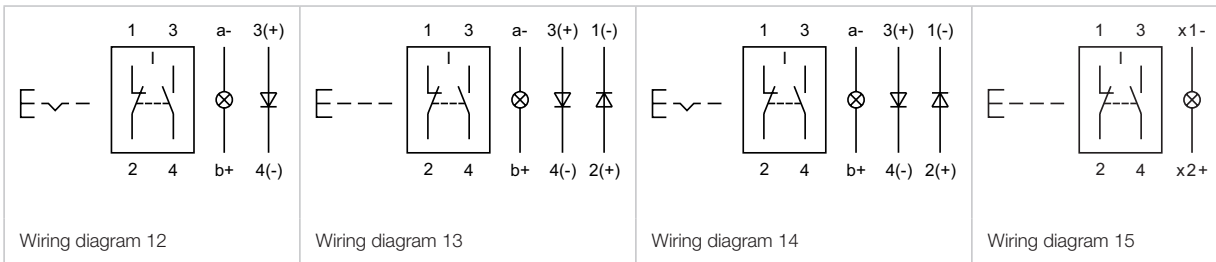 1 3 a- 3(+)
2 4 b+ 4(-)
Wiring diagram 12
1 3 a- 3(+) 1(-)
2 4 b+ 4(-) 2(+)
Wiring diagram 13
1 3 a- 3(+) 1(-)
2 4 b+ 4(-) 2(+)
Wiring diagram 14
1 3 x1-
2 4 x2+
Wiring diagram 15